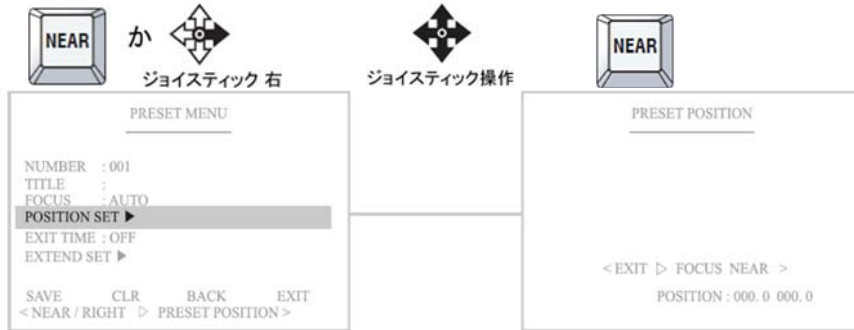 NEAR
か
ジョイスティック 右
ジョイスティック操作
NEAR
PRESET MENU
NUMBER : 001
TITLE :
FOCUS : AUTO
POSITION SET ▶
EXIT TIME : OFF
EXTEND SET ▶
SAVE CLR BACK EXIT
< NEAR / RIGHT ▷ PRESET POSITION >
PRESET POSITION
< EXIT ▷ FOCUS NEAR >
POSITION : 000. 0 000. 0